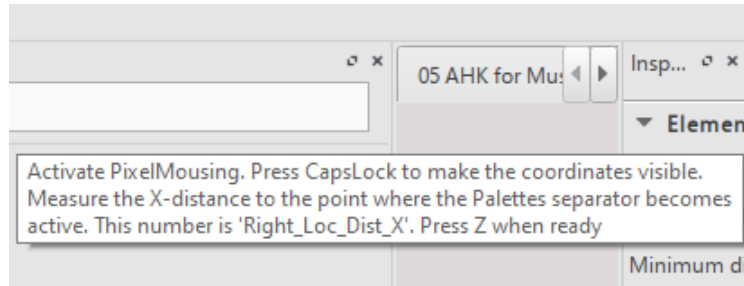 05 AHK for Mu
Insp...
Elemen
Activate PixelMousing. Press CapsLock to make the coordinates visible.
Measure the X-distance to the point where the Palettes separator becomes
active. This number is 'Right_Loc_Dist_X'. Press Z when ready
Minimum d